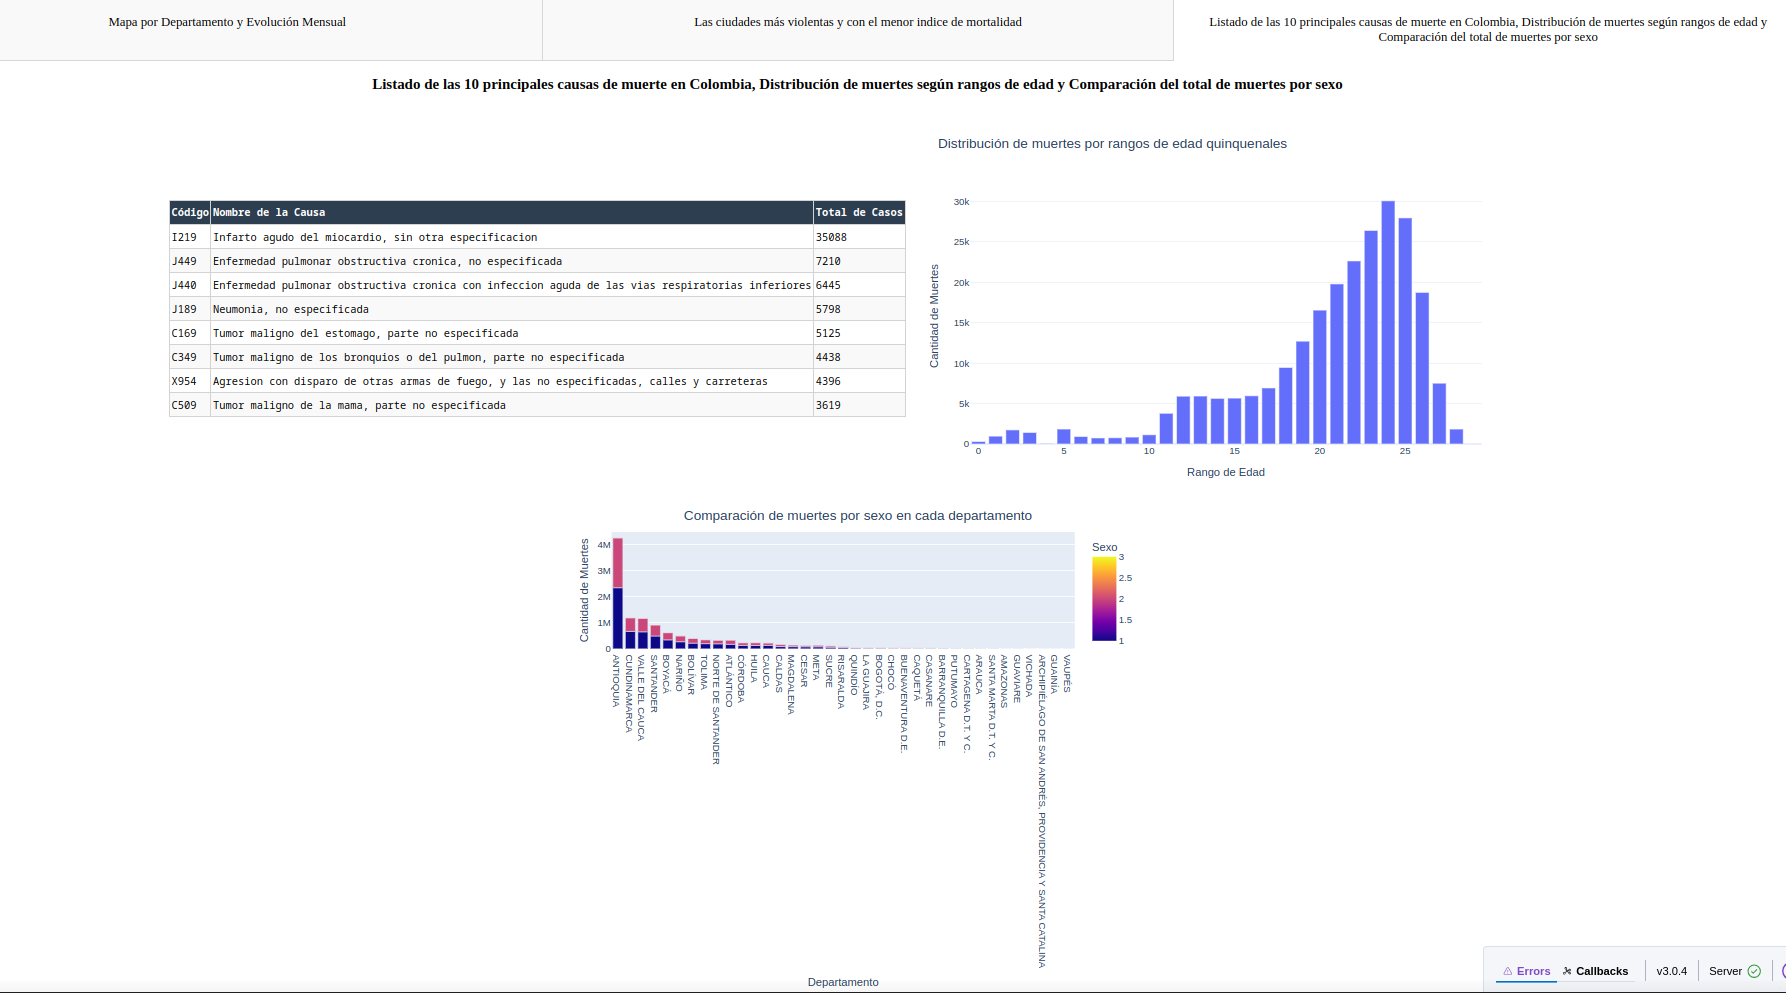 Mapa por Departamento y Evolución Mensual
Las ciudades más violentas y con el menor indice de mortalidad
Listado de las 10 principales causas de muerte en Colombia, Distribución de muertes según rangos de edad y
Comparación del total de muertes por sexo
Listado de las 10 principales causas de muerte en Colombia, Distribución de muertes según rangos de edad y Comparación del total de muertes por sexo
Código Nombre de la Causa Total de Casos
I219 Infarto agudo del miocardio, sin otra especificacion 35088
J449 Enfermedad pulmonar obstructiva cronica, no especificada 7210
J440 Enfermedad pulmonar obstructiva cronica con infeccion aguda de las vias respiratorias inferiores 6445
J189 Neumonia, no especificada 5798
C169 Tumor maligno del estomago, parte no especificada 5125
C349 Tumor maligno de los bronquios o del pulmon, parte no especificada 4438
X954 Agresion con disparo de otras armas de fuego, y las no especificadas, calles y carreteras 4396
C509 Tumor maligno de la mama, parte no especificada 3619
Distribución de muertes por rangos de edad quinquenales
Cantidad de Muertes
30k
25k
20k
15k
10k
5k
0
0 5 10 15 20 25
Rango de Edad
Comparación de muertes por sexo en cada departamento
Cantidad de Muertes
4M
3M
2M
1M
0
ANTIOQUIA
CUNDINAMARCA
VALLE DEL CAUCA
SANTANDER
BOYACÁ
NARIÑO
BOLÍVAR
TOLIMA
NORTE DE SANTANDER
ATLÁNTICO
CÓRDOBA
HUILA
CAUCA
CALDAS
MAGDALENA
CESAR
META
SUCRE
RISARALDA
QUINDÍO
LA GUAJIRA
BOGOTÁ, D.C.
CHOCÓ
BUENAVENTURA D.E.
CAQUETÁ
CASANARE
BARRANQUILLA D.E.
PUTUMAYO
CARTAGENA D.T. Y C.
ARAUCA
SANTA MARTA D.T. Y C.
AMAZONAS
GUAVIARE
VICHADA
ARCHIPIÉLAGO DE SAN ANDRÉS, PROVIDENCIA Y SANTA CATALINA
GUAINÍA
VAUPÉS
Departamento
Sexo
3
2.5
2
1.5
1
Errors Callbacks v3.0.4 Server